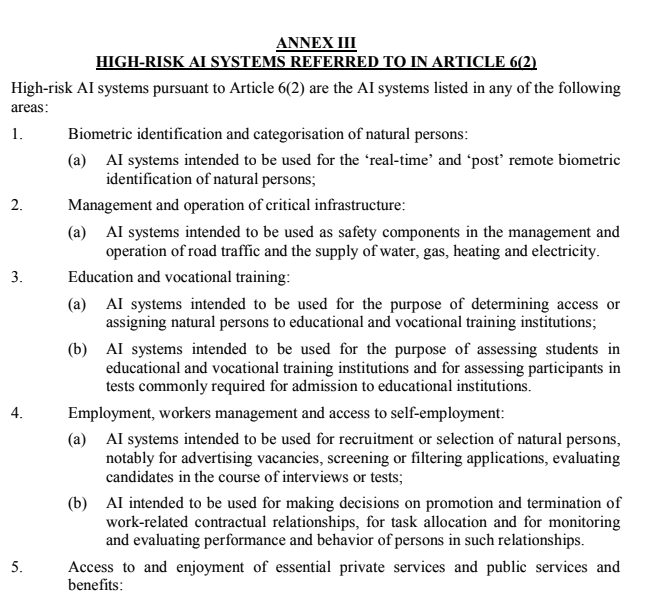 ANNEX III
HIGH-RISK AI SYSTEMS REFERRED TO IN ARTICLE 6(2)
High-risk AI systems pursuant to Article 6(2) are the AI systems listed in any of the following
areas:
1. Biometric identification and categorisation of natural persons:
(a) AI systems intended to be used for the ‘real-time’ and ‘post’ remote biometric
identification of natural persons;
2. Management and operation of critical infrastructure:
(a) AI systems intended to be used as safety components in the management and
operation of road traffic and the supply of water, gas, heating and electricity.
3. Education and vocational training:
(a) AI systems intended to be used for the purpose of determining access or
assigning natural persons to educational and vocational training institutions;
(b) AI systems intended to be used for the purpose of assessing students in
educational and vocational training institutions and for assessing participants in
tests commonly required for admission to educational institutions.
4. Employment, workers management and access to self-employment:
(a) AI systems intended to be used for recruitment or selection of natural persons,
notably for advertising vacancies, screening or filtering applications, evaluating
candidates in the course of interviews or tests;
(b) AI intended to be used for making decisions on promotion and termination of
work-related contractual relationships, for task allocation and for monitoring
and evaluating performance and behavior of persons in such relationships.
5. Access to and enjoyment of essential private services and public services and
benefits: